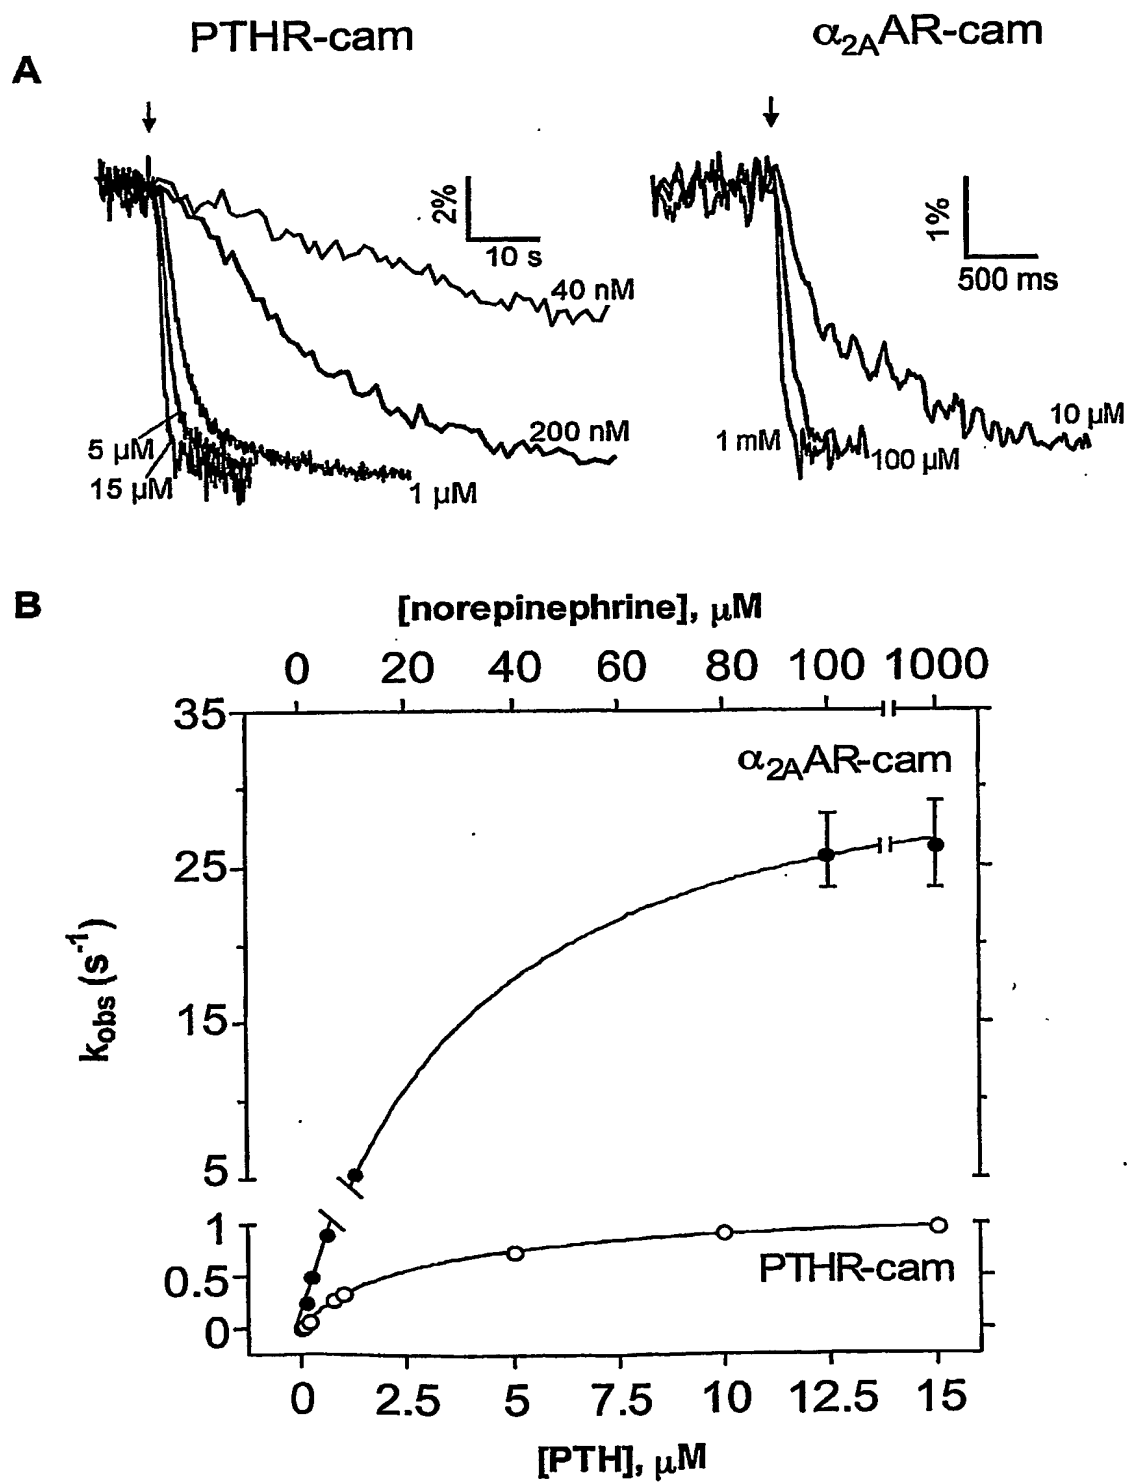 PTHR-cam
α2AAR-cam
A
2%
10 s
40 nM
200 nM
5 µM
15 µM
1 µM
1%
500 ms
10 µM
1 mM
100 µM
B
[norepinephrine], µM
0 20 40 60 80 100 1000
35
25
15
5
1
0.5
0
kobs (s-1)
α2AAR-cam
PTHR-cam
0 2.5 5 7.5 10 12.5 15
[PTH], µM